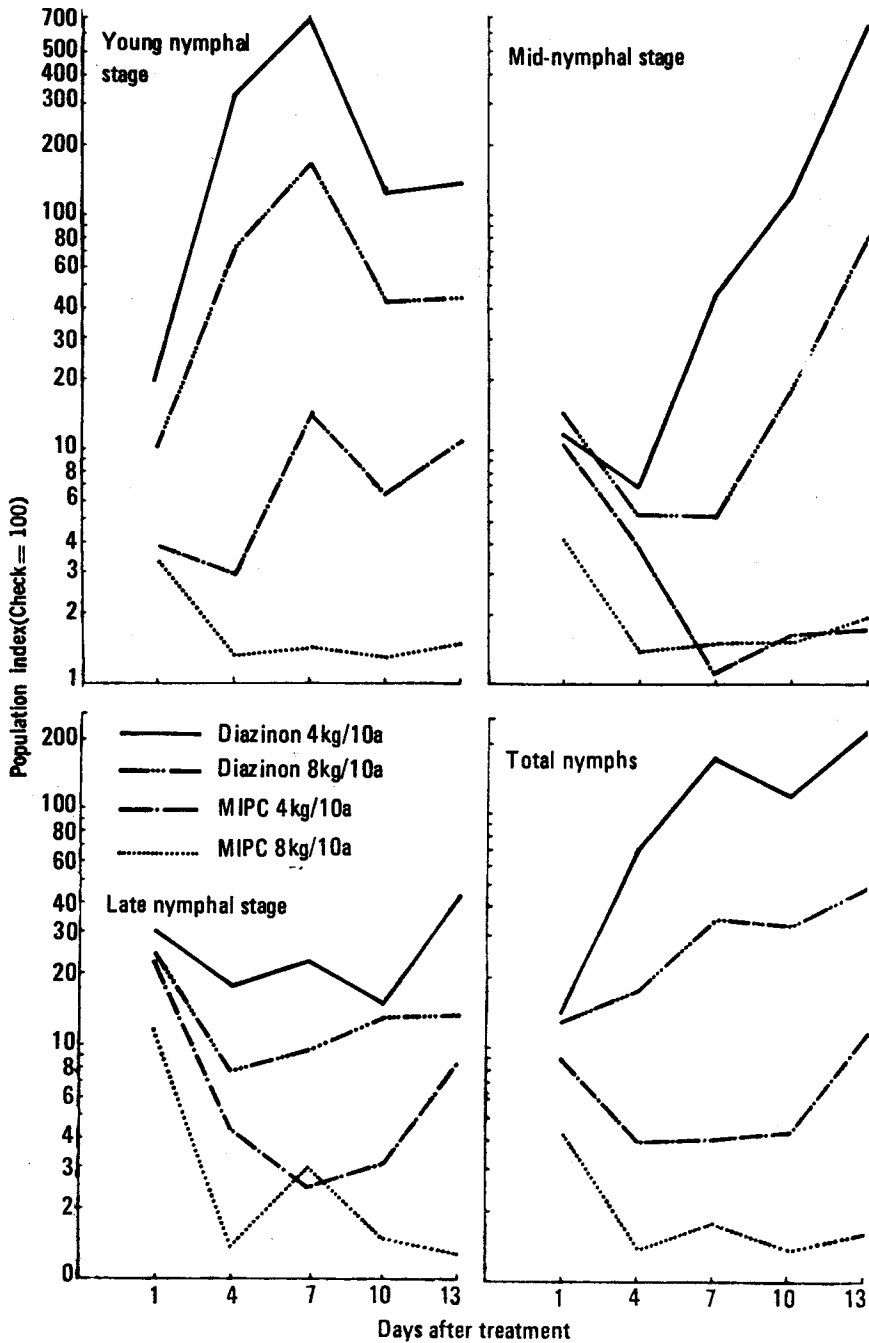 700
500
400
300
200
100
80
60
40
30
20
10
8
6
4
3
2
1
Young nymphal
stage
Mid-nymphal stage
Population index(Check = 100)
200
100
80
60
40
30
20
10
8
6
4
3
2
0
Diazinon 4kg/10a
Diazinon 8kg/10a
MIPC 4kg/10a
MIPC 8kg/10a
Late nymphal stage
Total nymphs
1 4 7 10 13
1 4 7 10 13
Days after treatment